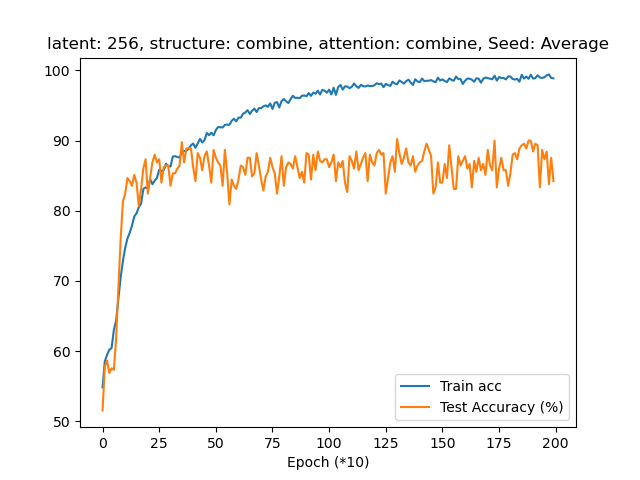 latent: 256, structure: combine, attention: combine, Seed: Average
100
90
80
70
60
50
0 25 50 75 100 125 150 175 200
Epoch (*10)
Train acc
Test Accuracy (%)